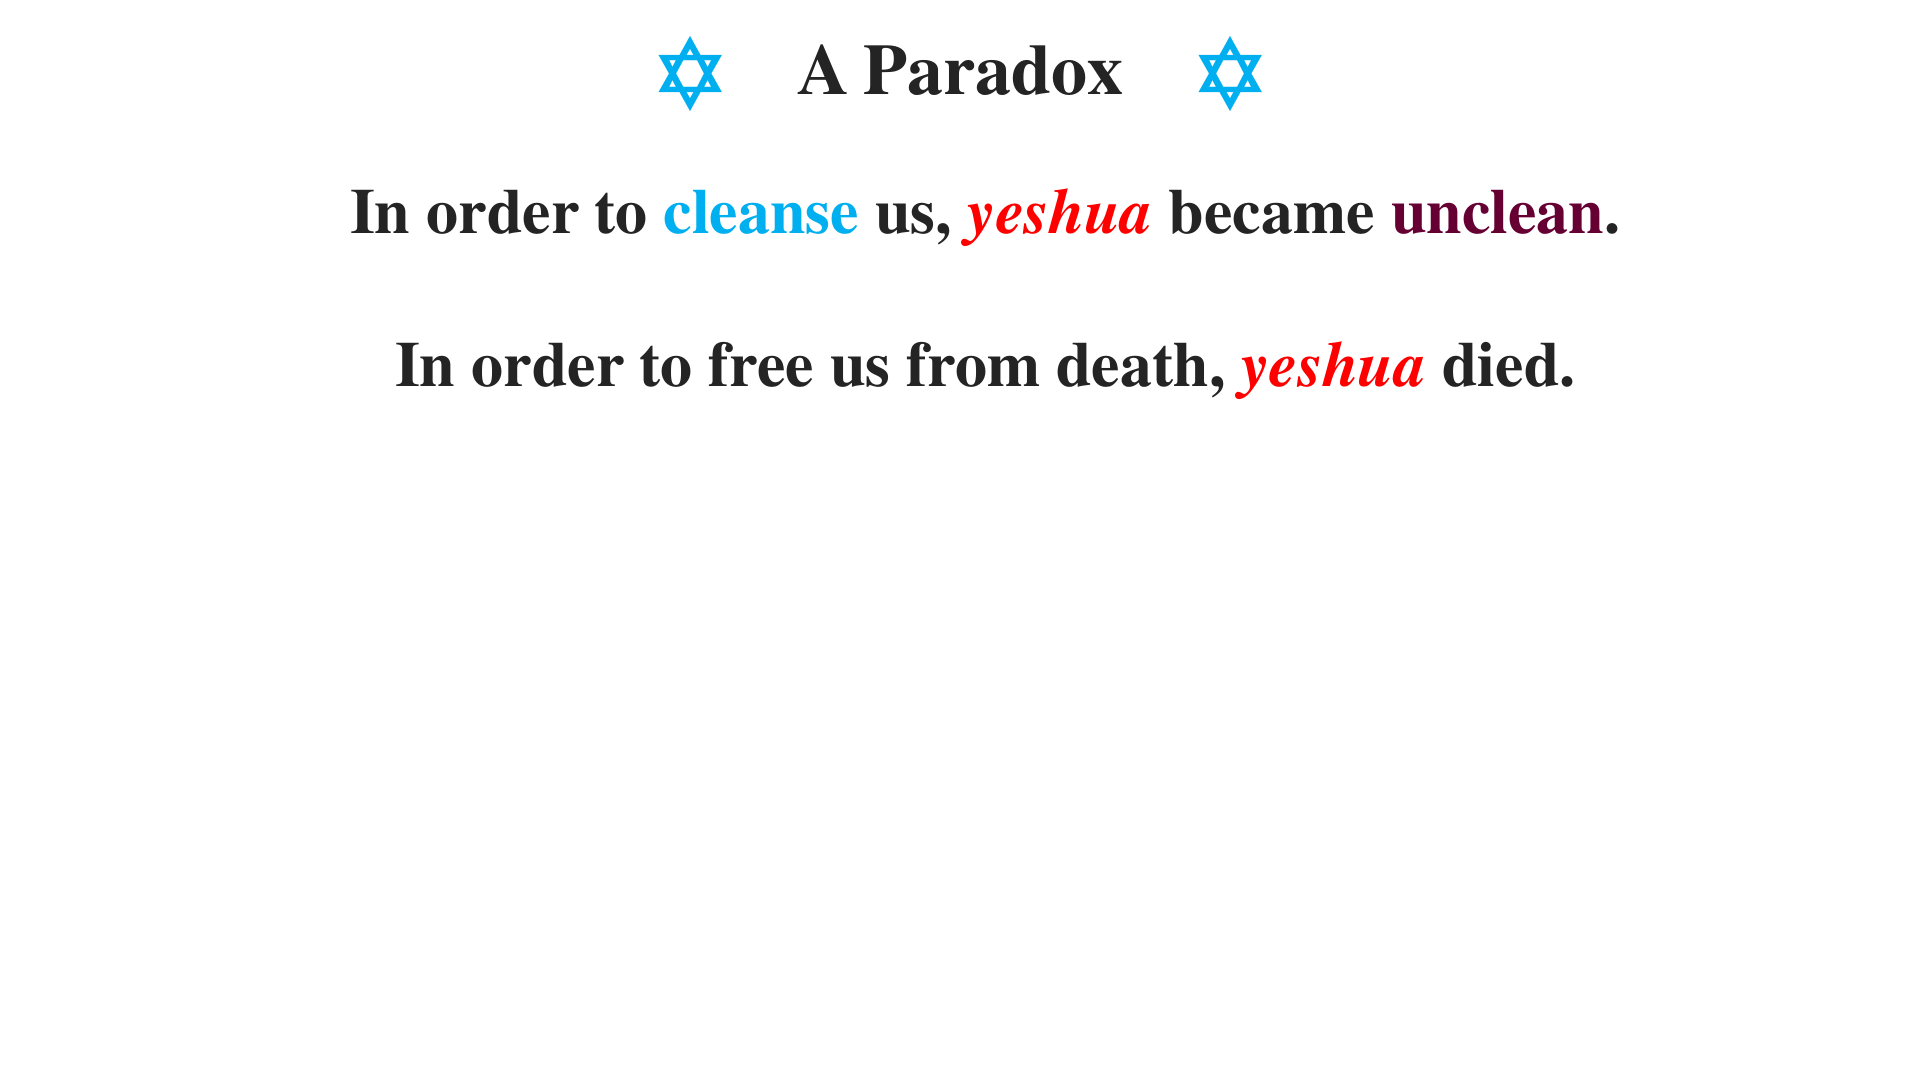 ✡ A Paradox ✡
In order to cleanse us, yeshua became unclean.
In order to free us from death, yeshua died.